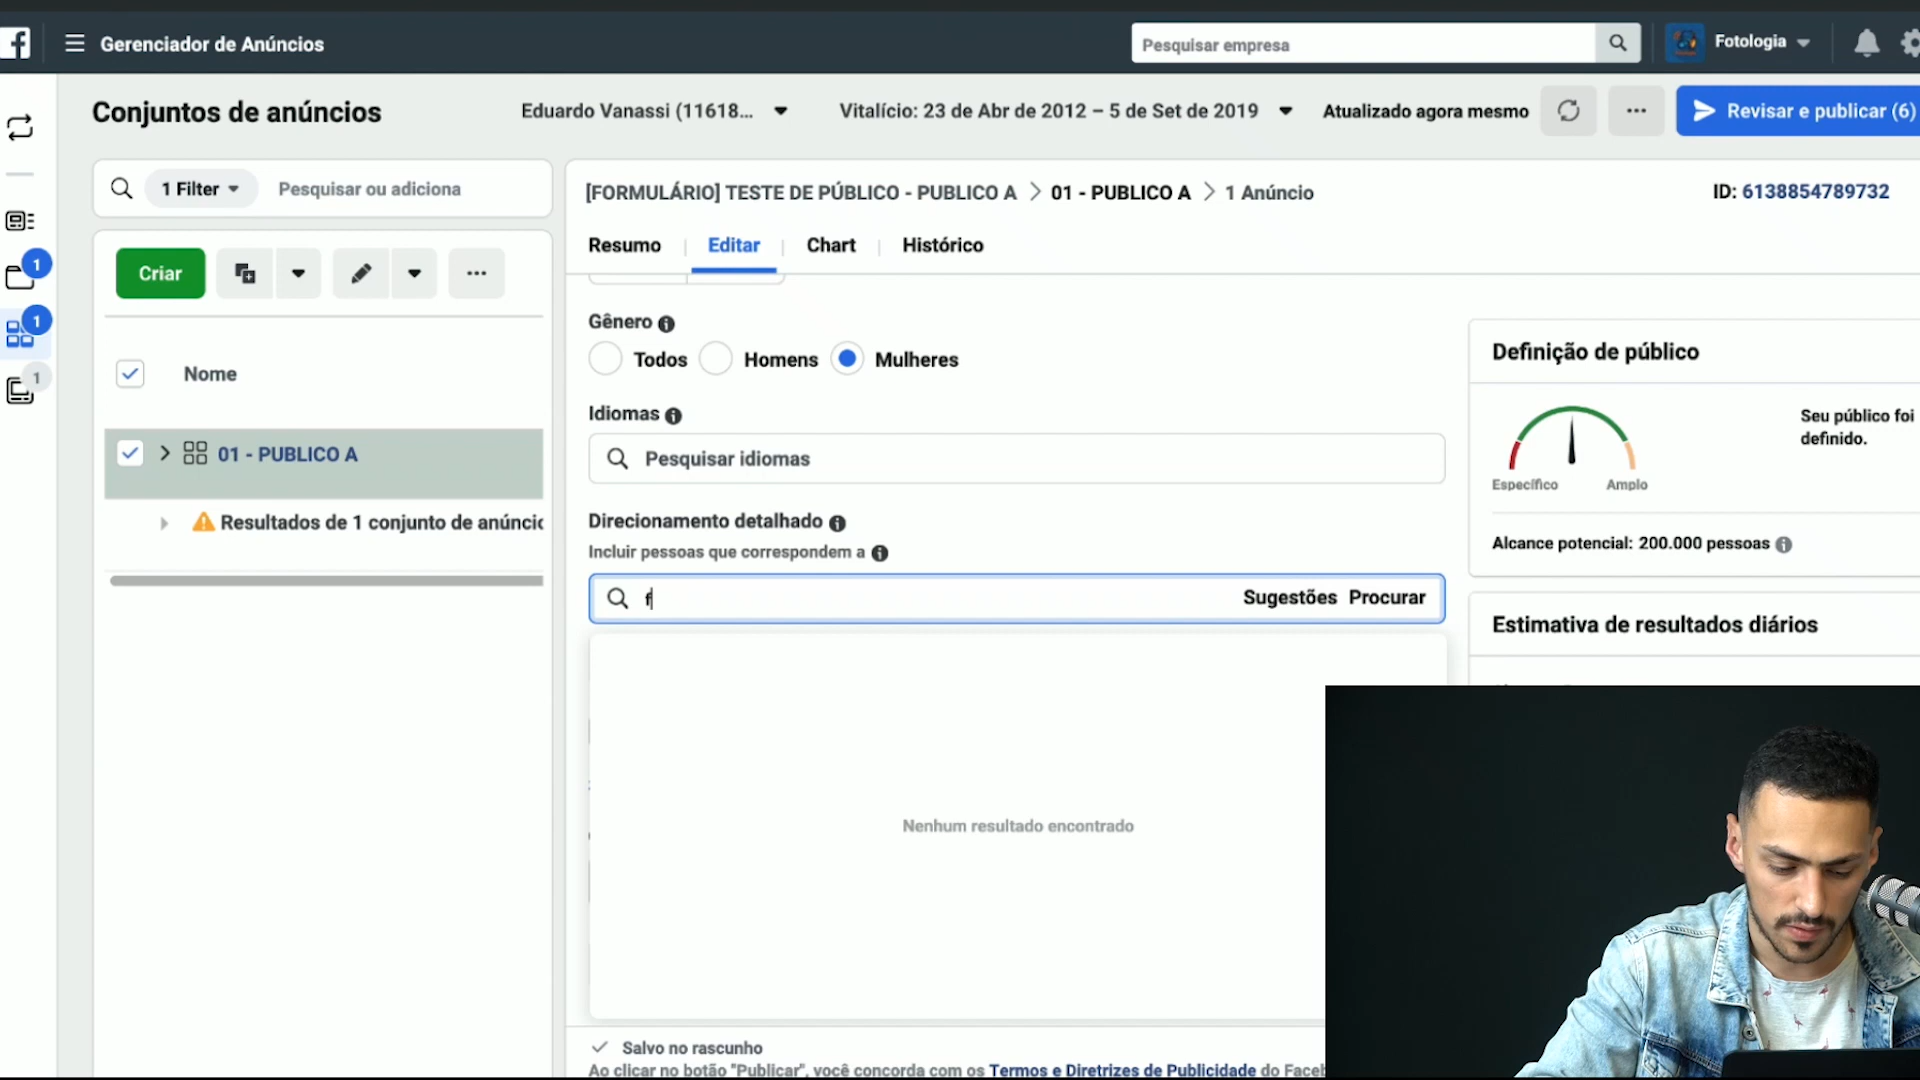 Gerenciador de Anúncios
Pesquisar empresa
Fotologia
Conjuntos de anúncios
Eduardo Vanassi (11618...
Vitalício: 23 de Abr de 2012 – 5 de Set de 2019
Atualizado agora mesmo
Revisar e publicar (6)
1 Filter
Pesquisar ou adiciona
[FORMULÁRIO] TESTE DE PÚBLICO - PUBLICO A > 01 - PUBLICO A > 1 Anúncio
ID: 6138854789732
Resumo
Editar
Chart
Histórico
Criar
1
1
1
Nome
01 - PUBLICO A
Resultados de 1 conjunto de anúnci
Gênero
Todos
Homens
Mulheres
Idiomas
Pesquisar idiomas
Direcionamento detalhado
Incluir pessoas que correspondem a
f
Sugestões
Procurar
Nenhum resultado encontrado
Definição de público
Seu público foi
definido.
Específico
Amplo
Alcance potencial: 200.000 pessoas
Estimativa de resultados diários
Salvo no rascunho
Ao clicar no botão "Publicar", você concorda com os Termos e Diretrizes de Publicidade do Faceb